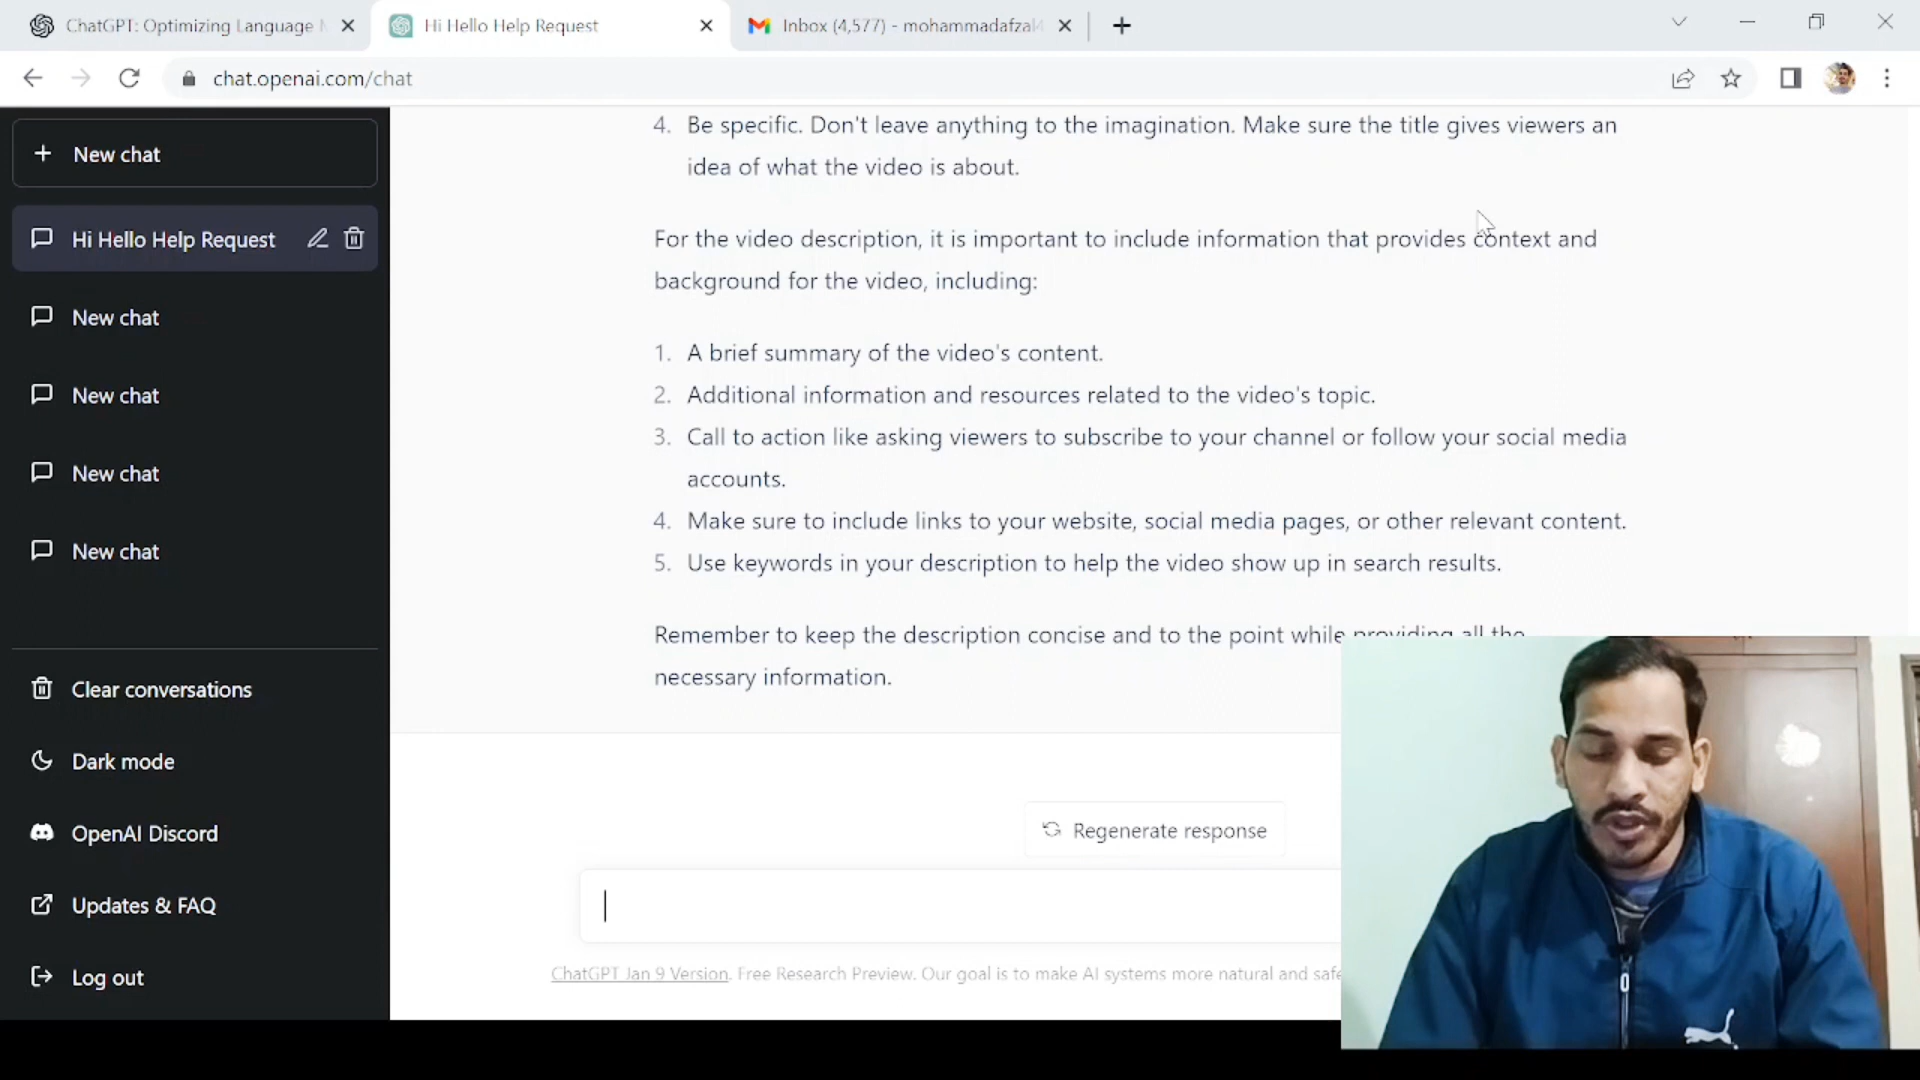 ChatGPT: Optimizing Language
Hi Hello Help Request
Inbox (4,577) - mohammadafzal
chat.openai.com/chat
New chat
Hi Hello Help Request
New chat
New chat
New chat
New chat
Clear conversations
Dark mode
OpenAI Discord
Updates & FAQ
Log out
4. Be specific. Don't leave anything to the imagination. Make sure the title gives viewers an
idea of what the video is about.
For the video description, it is important to include information that provides context and
background for the video, including:
1. A brief summary of the video's content.
2. Additional information and resources related to the video's topic.
3. Call to action like asking viewers to subscribe to your channel or follow your social media
accounts.
4. Make sure to include links to your website, social media pages, or other relevant content.
5. Use keywords in your description to help the video show up in search results.
Remember to keep the description concise and to the point while providing all the
necessary information.
Regenerate response
ChatGPT Jan 9 Version. Free Research Preview. Our goal is to make AI systems more natural and safe